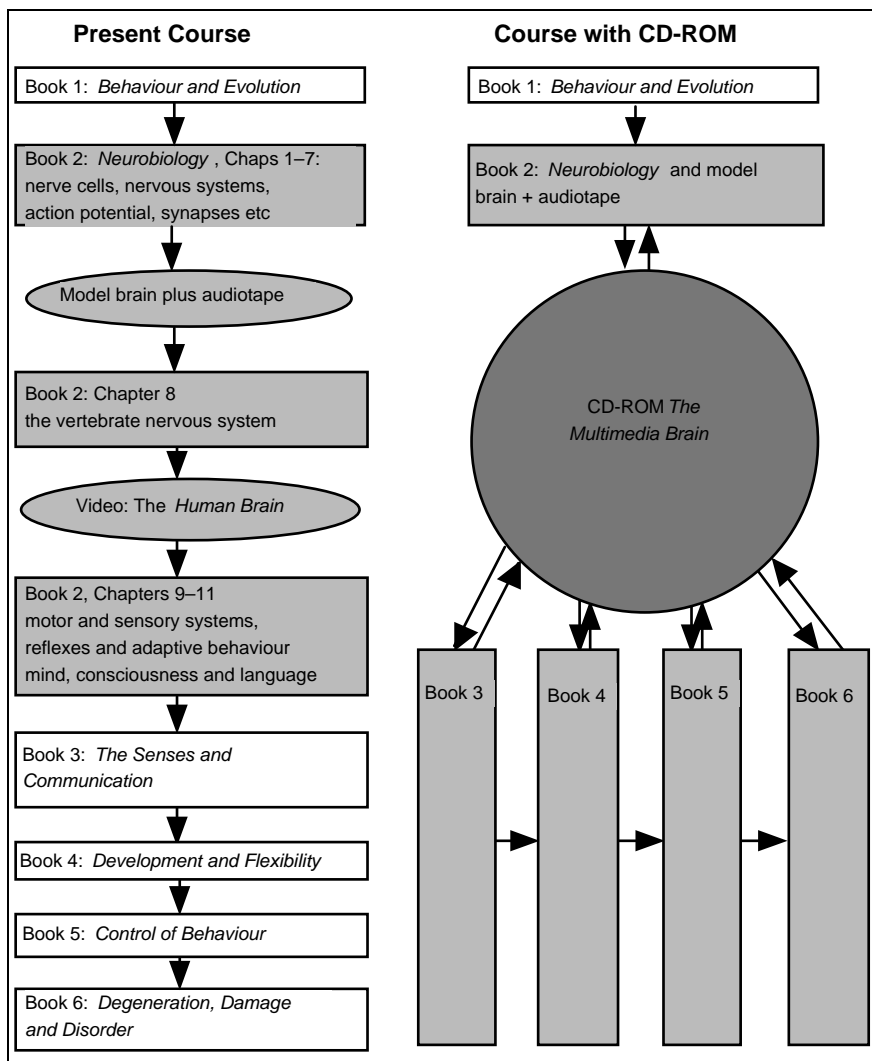 Present Course
Book 1: Behaviour and Evolution
Book 2: Neurobiology , Chaps 1–7:
nerve cells, nervous systems,
action potential, synapses etc
Model brain plus audiotape
Book 2: Chapter 8
the vertebrate nervous system
Video: The Human Brain
Book 2, Chapters 9–11
motor and sensory systems,
reflexes and adaptive behaviour
mind, consciousness and language
Book 3: The Senses and
Communication
Book 4: Development and Flexibility
Book 5: Control of Behaviour
Book 6: Degeneration, Damage
and Disorder
Course with CD-ROM
Book 1: Behaviour and Evolution
Book 2: Neurobiology and model
brain + audiotape
CD-ROM The
Multimedia Brain
Book 3
Book 4
Book 5
Book 6